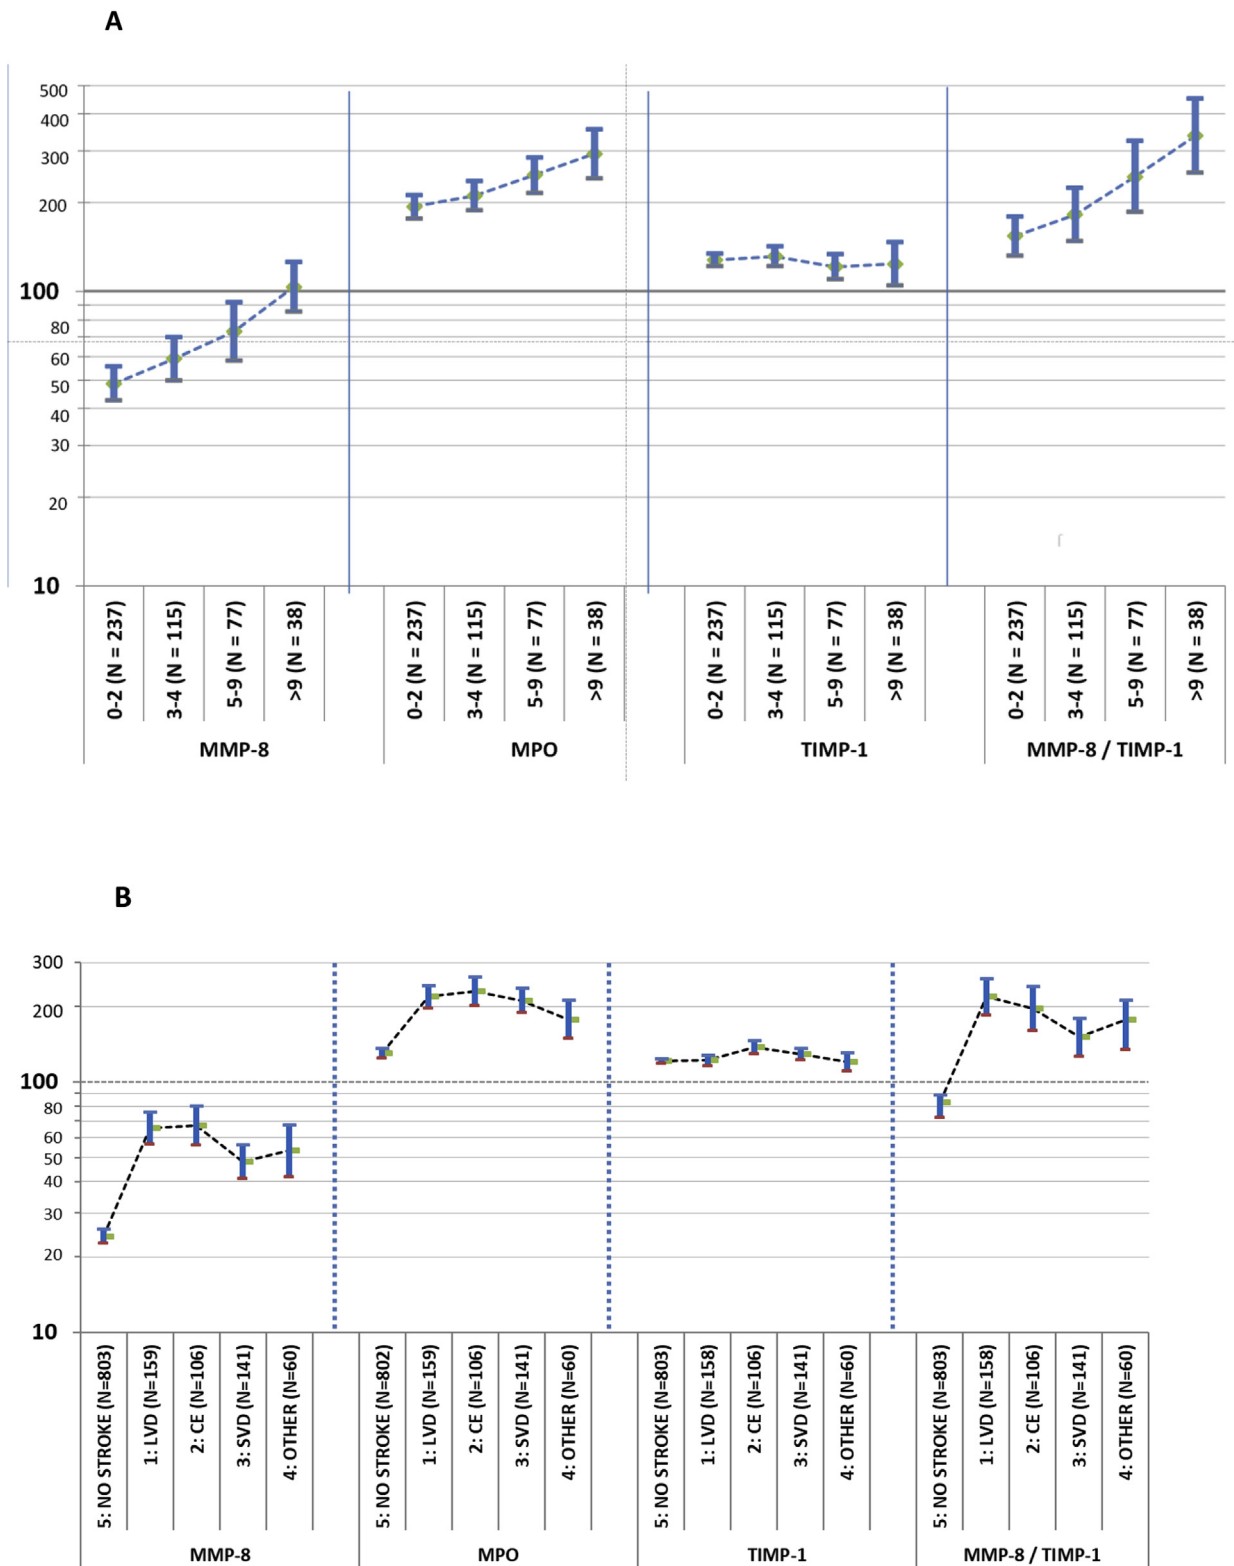 A
500
400
300
200
100
80
60
50
40
30
20
10
0-2 (N = 237)
3-4 (N = 115)
5-9 (N = 77)
>9 (N = 38)
0-2 (N = 237)
3-4 (N = 115)
5-9 (N = 77)
>9 (N = 38)
0-2 (N = 237)
3-4 (N = 115)
5-9 (N = 77)
>9 (N = 38)
0-2 (N = 237)
3-4 (N = 115)
5-9 (N = 77)
>9 (N = 38)
MMP-8
MPO
TIMP-1
MMP-8 / TIMP-1
B
300
200
100
80
60
50
40
30
20
10
5: NO STROKE (N=803)
1: LVD (N=159)
2: CE (N=106)
3: SVD (N=141)
4: OTHER (N=60)
5: NO STROKE (N=802)
1: LVD (N=159)
2: CE (N=106)
3: SVD (N=141)
4: OTHER (N=60)
5: NO STROKE (N=803)
1: LVD (N=158)
2: CE (N=106)
3: SVD (N=141)
4: OTHER (N=60)
5: NO STROKE (N=803)
1: LVD (N=158)
2: CE (N=106)
3: SVD (N=141)
4: OTHER (N=60)
MMP-8
MPO
TIMP-1
MMP-8 / TIMP-1